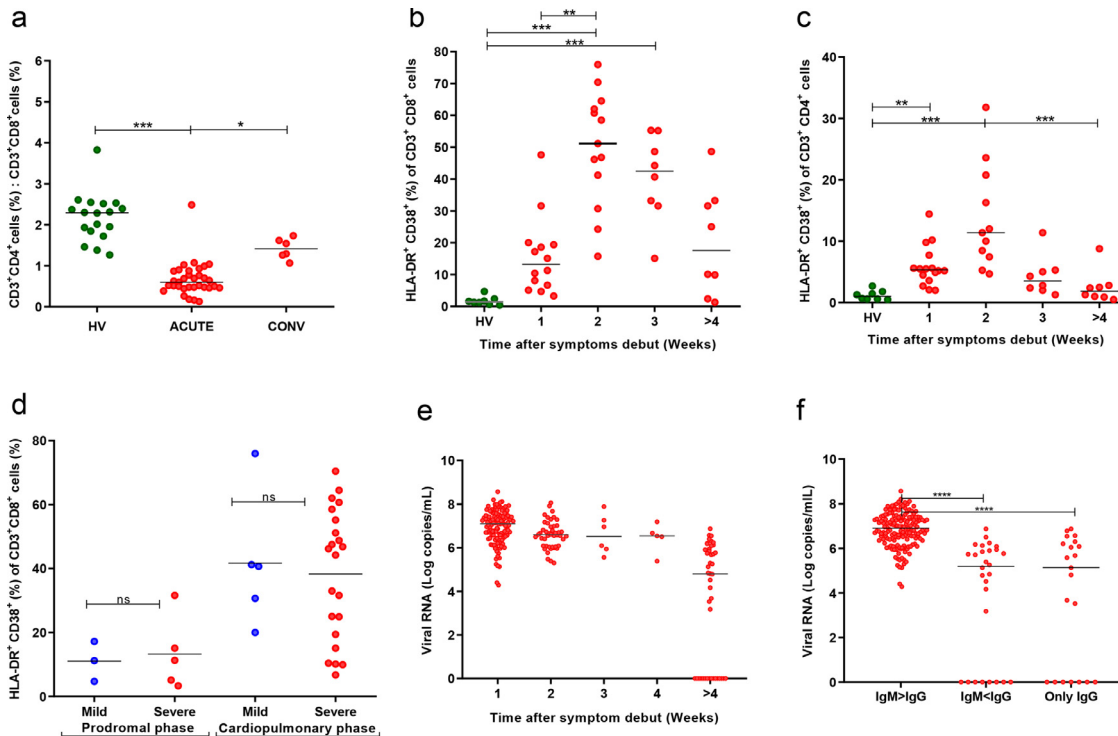 a
CD3+CD4+cells (%) : CD3+CD8+cells (%)
6
5
4
3
2
1
0
***
*
HV
ACUTE
CONV
b
HLA-DR+ CD38+ (%) of CD3+ CD8+ cells
80
70
60
50
40
30
20
10
0
**
***
***
HV
1
2
3
>4
Time after symptoms debut (Weeks)
c
HLA-DR+ CD38+ (%) of CD3+ CD4+ cells
40
30
20
10
0
**
***
***
HV
1
2
3
>4
Time after symptoms debut (Weeks)
d
HLA-DR+ CD38+ (%) of CD3+CD8+ cells (%)
80
60
40
20
0
ns
ns
Mild
Severe
Mild
Severe
Prodromal phase
Cardiopulmonary phase
e
Viral RNA (Log copies/mL)
10
8
6
4
2
0
1
2
3
4
>4
Time after symptom debut (Weeks)
f
Viral RNA (Log copies/mL)
10
8
6
4
2
0
****
****
IgM>IgG
IgM<IgG
Only IgG